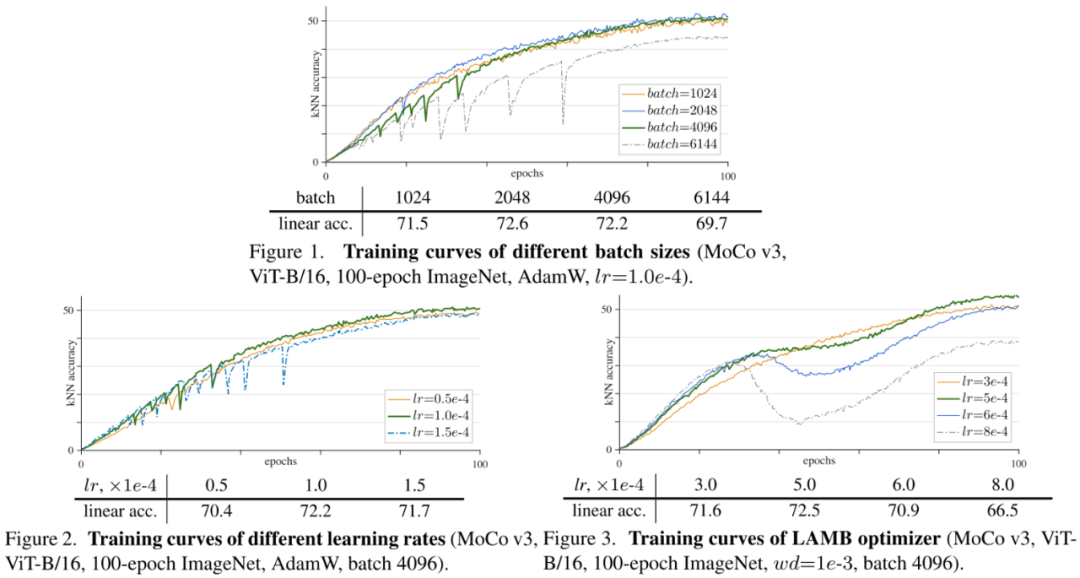 50
kNN accuracy
batch=1024
batch=2048
batch=4096
batch=6144
0
0
epochs
100
batch 1024 2048 4096 6144
linear acc. 71.5 72.6 72.2 69.7
Figure 1. Training curves of different batch sizes (MoCo v3,
ViT-B/16, 100-epoch ImageNet, AdamW, lr=1.0e-4).
50
kNN accuracy
lr=0.5e-4
lr=1.0e-4
lr=1.5e-4
0
0
epochs
100
lr, ×1e-4 0.5 1.0 1.5
linear acc. 70.4 72.2 71.7
Figure 2. Training curves of different learning rates (MoCo v3,
ViT-B/16, 100-epoch ImageNet, AdamW, batch 4096).
50
kNN accuracy
lr=3e-4
lr=5e-4
lr=6e-4
lr=8e-4
0
0
epochs
100
lr, ×1e-4 3.0 5.0 6.0 8.0
linear acc. 71.6 72.5 70.9 66.5
Figure 3. Training curves of LAMB optimizer (MoCo v3, ViT-
B/16, 100-epoch ImageNet, wd=1e-3, batch 4096).